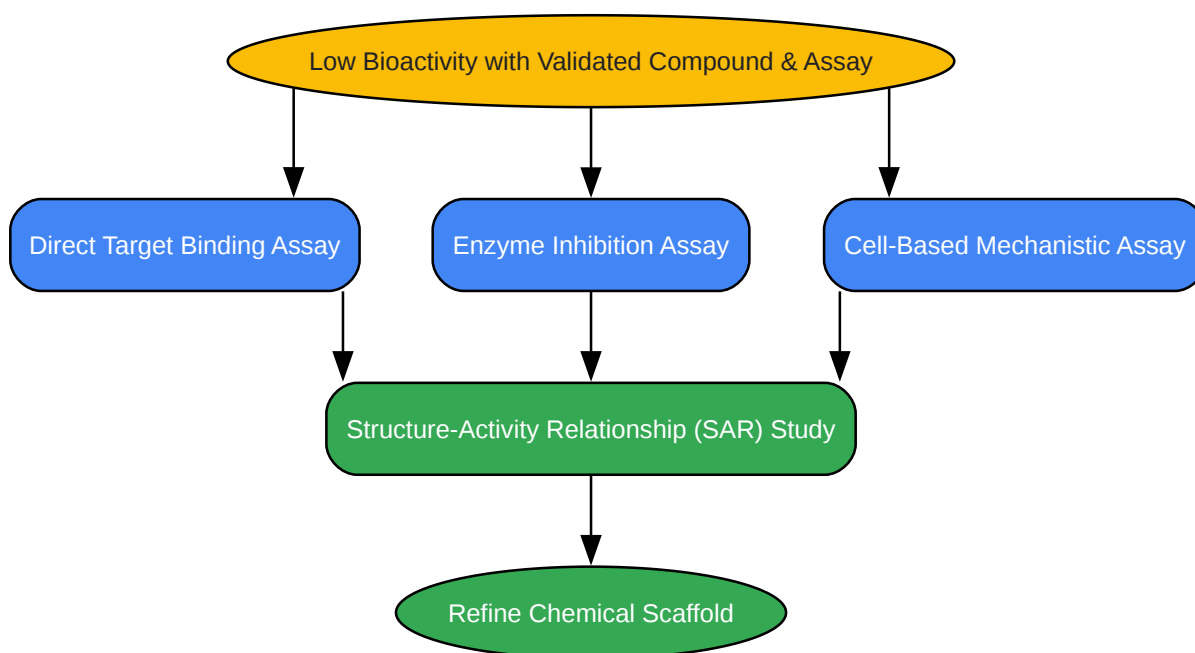 Low Bioactivity with Validated Compound & Assay
Direct Target Binding Assay
Enzyme Inhibition Assay
Cell-Based Mechanistic Assay
Structure-Activity Relationship (SAR) Study
Refine Chemical Scaffold